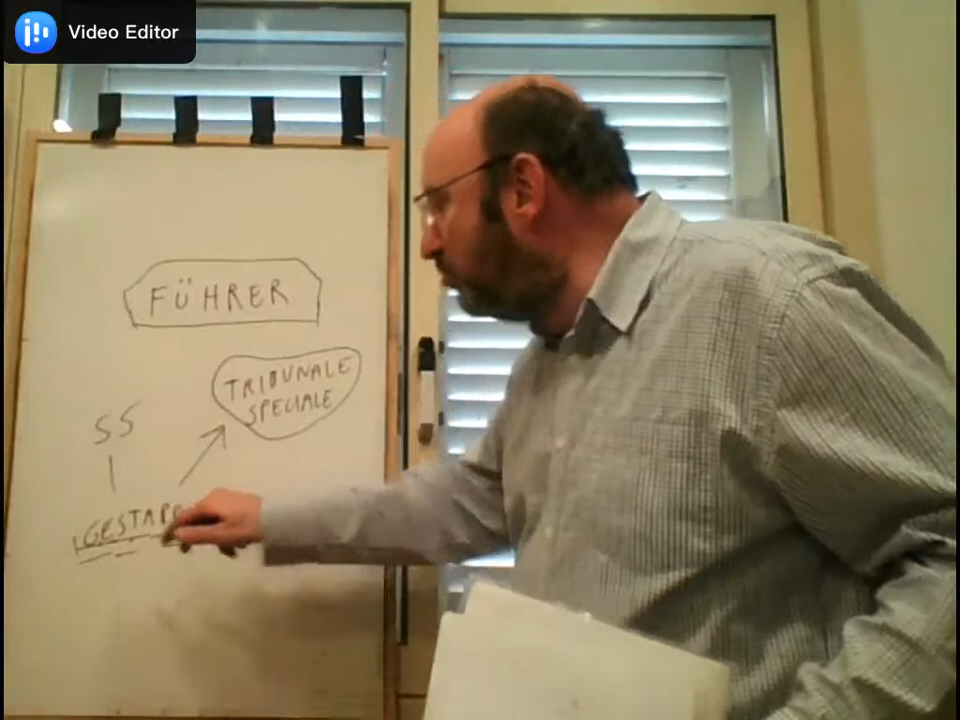 Video Editor
FÜHRER
TRIBUNALE
SPECIALE
SS